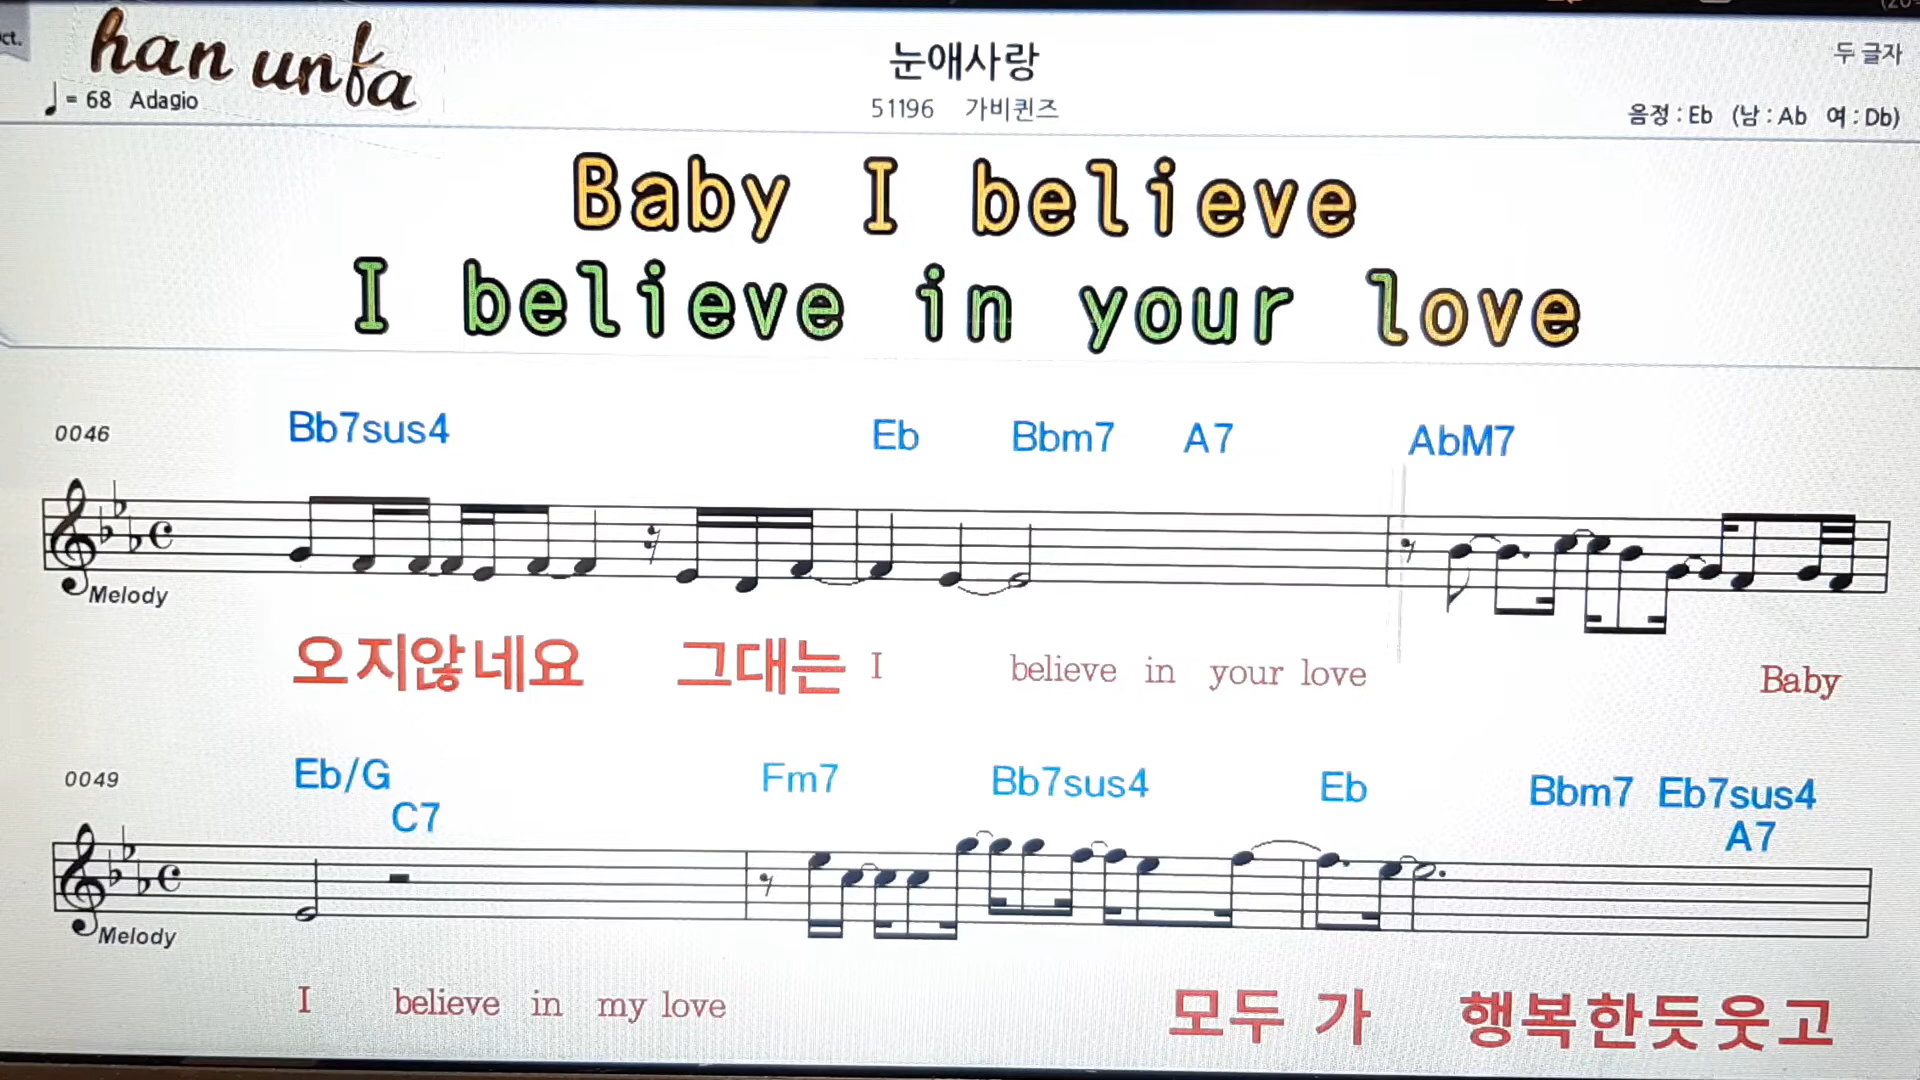 ct.
han unfa
눈애사랑
두 글자
♩ = 68 Adagio
51196 가비퀸즈
음정 : Eb (남 : Ab 여 : Db)
Baby I believe
I believe in your love
0046 Bb7sus4 Eb Bbm7 A7 AbM7
Melody
오지않네요 그대는 I believe in your love Baby
0049 Eb/G C7 Fm7 Bb7sus4 Eb Bbm7 Eb7sus4 A7
Melody
I believe in my love 모두가 행복한듯웃고